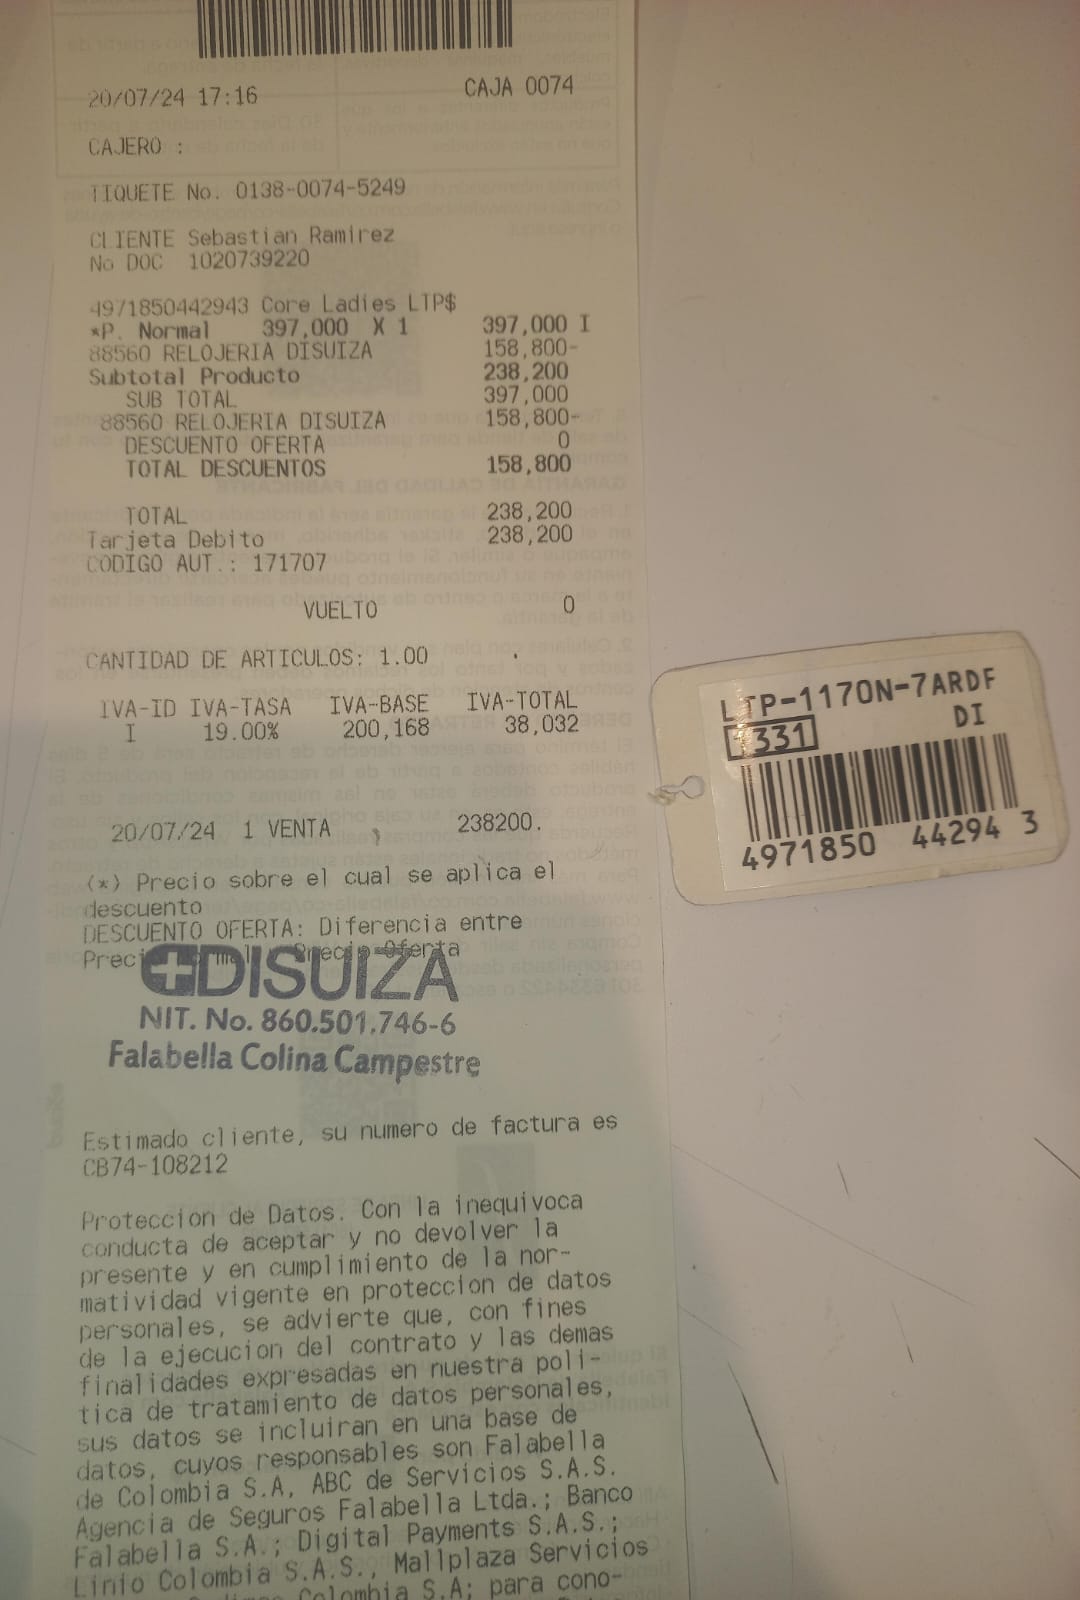 20/07/24 17:16 CAJA 0074
CAJERO :
TIQUETE No. 0138-0074-5249
CLIENTE Sebastian Ramirez
No DOC 1020739220
4971850442943 Core Ladies LTP$
*P. Normal 397,000 X 1 397,000 I
88560 RELOJERIA DISUIZA 158,800-
Subtotal Producto 238,200
SUB TOTAL 397,000
88560 RELOJERIA DISUIZA 158,800-
DESCUENTO OFERTA 0
TOTAL DESCUENTOS 158,800
TOTAL 238,200
Tarjeta Debito 238,200
CODIGO AUT.: 171707
VUELTO 0
CANTIDAD DE ARTICULOS: 1.00
IVA-ID IVA-TASA IVA-BASE IVA-TOTAL
I 19.00% 200,168 38,032
20/07/24 1 VENTA 238200.
(*) Precio sobre el cual se aplica el
descuento
DESCUENTO OFERTA: Diferencia entre
Precio Oferta
DISUIZA
NIT. No. 860.501.746-6
Falabella Colina Campestre
Estimado cliente, su numero de factura es
CB74-108212
Proteccion de Datos. Con la inequivoca
conducta de aceptar y no devolver la
presente y en cumplimiento de la nor-
matividad vigente en proteccion de datos
personales, se advierte que, con fines
de la ejecucion del contrato y las demas
finalidades expresadas en nuestra poli-
tica de tratamiento de datos personales,
sus datos se incluiran en una base de
datos, cuyos responsables son Falabella
de Colombia S.A, ABC de Servicios S.A.S.
Agencia de Seguros Falabella Ltda.; Banco
Falabella S.A.; Digital Payments S.A.S.;
Linio Colombia S.A.S., Mallplaza Servicios
Colombia S.A; para cono-
LTP-1170N-7ARDF
1331 DI
4971850 44294 3